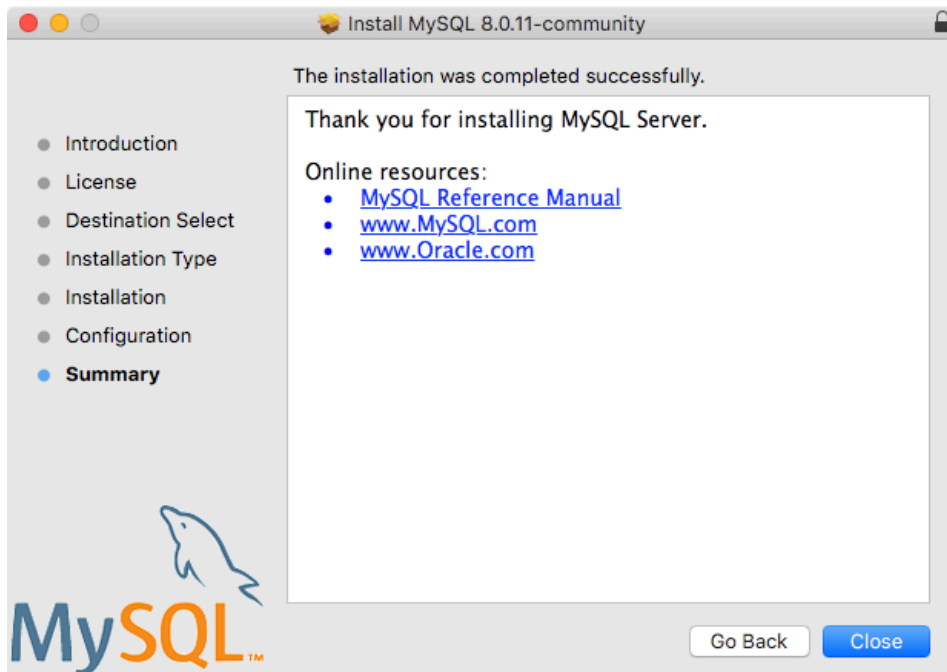 Install MySQL 8.0.11-community
The installation was completed successfully.
Introduction
License
Destination Select
Installation Type
Installation
Configuration
Summary
Thank you for installing MySQL Server.
Online resources:
• MySQL Reference Manual
• www.MySQL.com
• www.Oracle.com
MySQL™
Go Back
Close